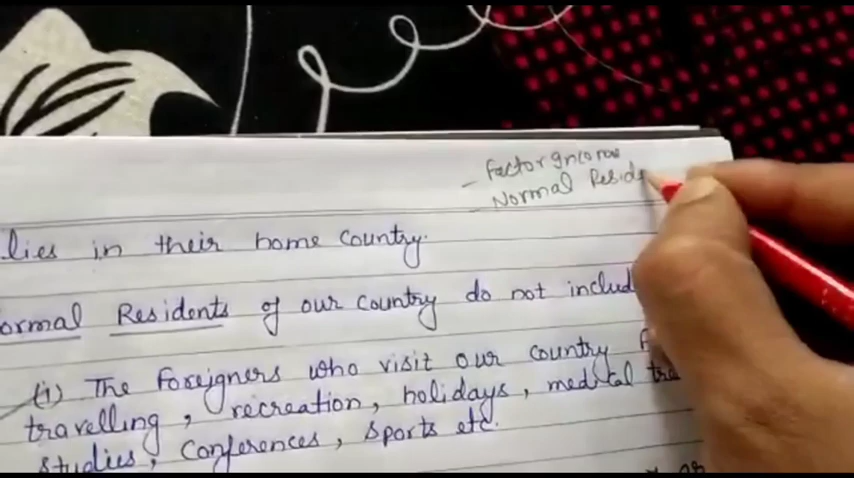 - Factor Income
- Normal Reside
lies in their home country.
ormal Residents of our country do not includ
(i) The foreigners who visit our country
travelling, recreation, holidays, medical tre
studies, conferences, sports etc.